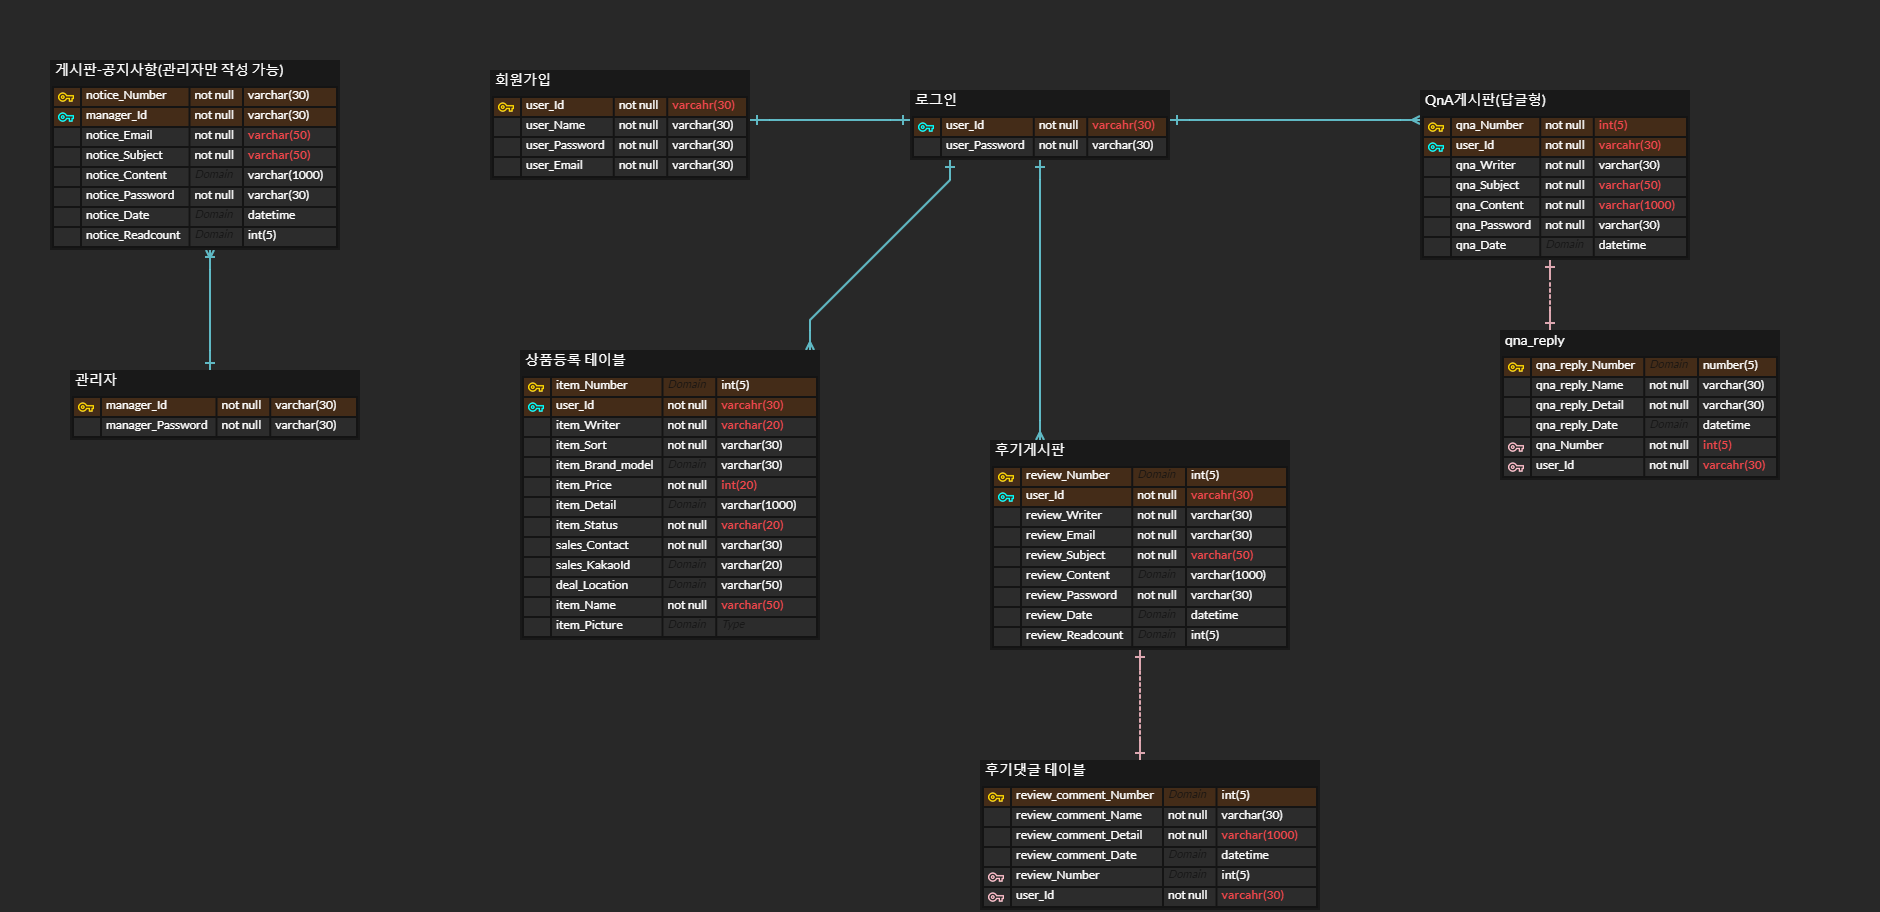 게시판-공지사항(관리자만 작성 가능)
notice_Number not null varchar(30)
manager_Id not null varchar(30)
notice_Email not null varchar(50)
notice_Subject not null varchar(50)
notice_Content Domain varchar(1000)
notice_Password not null varchar(30)
notice_Date Domain datetime
notice_Readcount Domain int(5)
관리자
manager_Id not null varchar(30)
manager_Password not null varchar(30)
회원가입
user_Id not null varcahr(30)
user_Name not null varchar(30)
user_Password not null varchar(30)
user_Email not null varchar(30)
로그인
user_Id not null varcahr(30)
user_Password not null varchar(30)
QnA게시판(답글형)
qna_Number not null int(5)
user_Id not null varcahr(30)
qna_Writer not null varchar(30)
qna_Subject not null varchar(50)
qna_Content not null varchar(1000)
qna_Password not null varchar(30)
qna_Date Domain datetime
qna_reply
qna_reply_Number Domain number(5)
qna_reply_Name not null varchar(30)
qna_reply_Detail not null varchar(30)
qna_reply_Date Domain datetime
qna_Number not null int(5)
user_Id not null varcahr(30)
상품등록 테이블
item_Number Domain int(5)
user_Id not null varcahr(30)
item_Writer not null varchar(20)
item_Sort not null varchar(30)
item_Brand_model Domain varchar(30)
item_Price not null int(20)
item_Detail Domain varchar(1000)
item_Status not null varchar(20)
sales_Contact not null varchar(30)
sales_KakaoId Domain varchar(20)
deal_Location Domain varchar(50)
item_Name not null varchar(50)
item_Picture Domain Type
후기게시판
review_Number Domain int(5)
user_Id not null varcahr(30)
review_Writer not null varchar(30)
review_Email not null varchar(30)
review_Subject not null varchar(50)
review_Content Domain varchar(1000)
review_Password not null varchar(30)
review_Date Domain datetime
review_Readcount Domain int(5)
후기댓글 테이블
review_comment_Number Domain int(5)
review_comment_Name not null varchar(30)
review_comment_Detail not null varchar(1000)
review_comment_Date Domain datetime
review_Number Domain int(5)
user_Id not null varcahr(30)